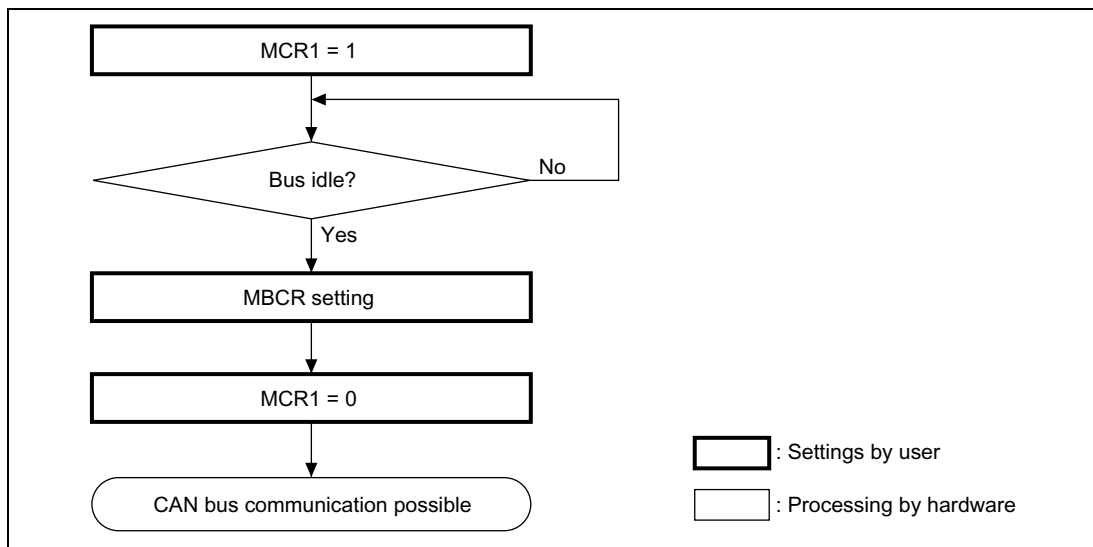 MCR1 = 1
Bus idle?
No
Yes
MBCR setting
MCR1 = 0
CAN bus communication possible
: Settings by user
: Processing by hardware